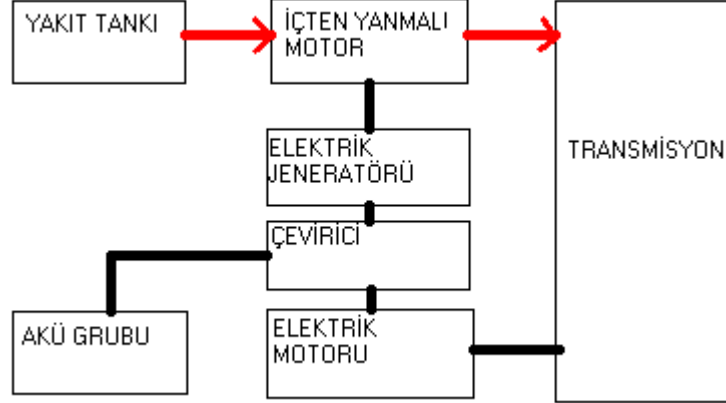 YAKIT TANKI
İÇTEN YANMALI
MOTOR
ELEKTRİK
JENERATÖRÜ
TRANSMİSYON
ÇEVİRİCİ
AKÜ GRUBU
ELEKTRİK
MOTORU